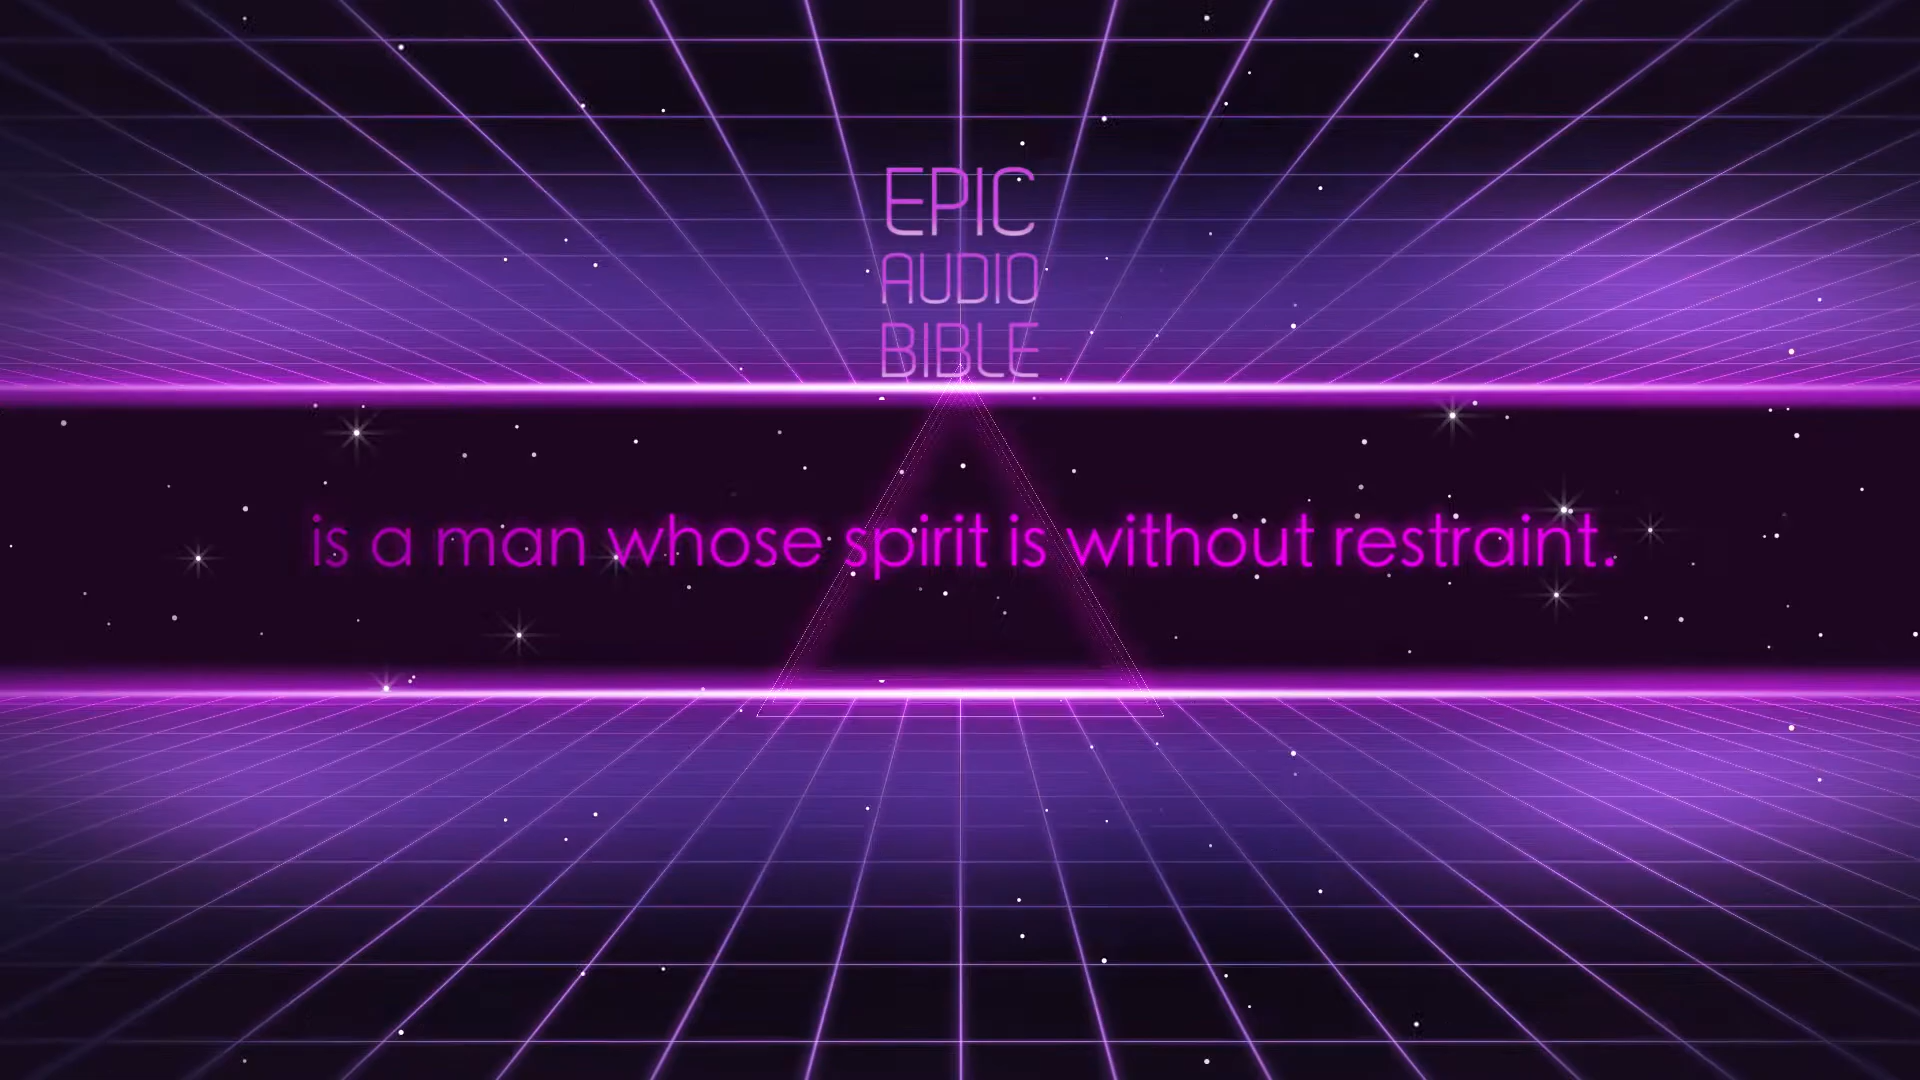 EPIC
AUDIO
BIBLE
is a man whose spirit is without restraint.